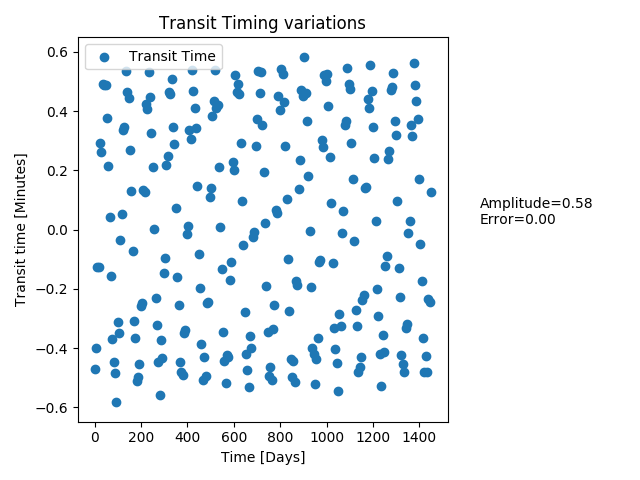 Transit Timing variations
Transit Time
Transit time [Minutes]
0.6
0.4
0.2
0.0
−0.2
−0.4
−0.6
0
200
400
600
800
1000
1200
1400
Time [Days]
Amplitude=0.58
Error=0.00